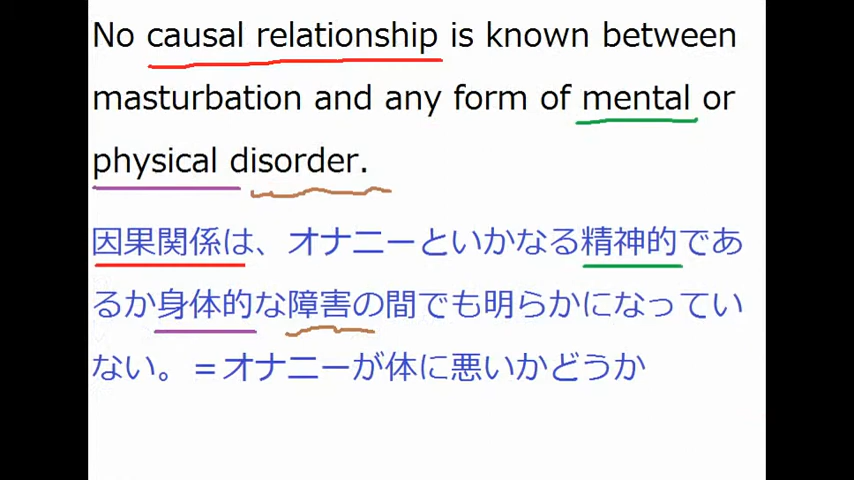 No causal relationship is known between
masturbation and any form of mental or
physical disorder.
因果関係は、オナニーといかなる精神的であ
るか身体的な障害の間でも明らかになってい
ない。＝オナニーが体に悪いかどうか